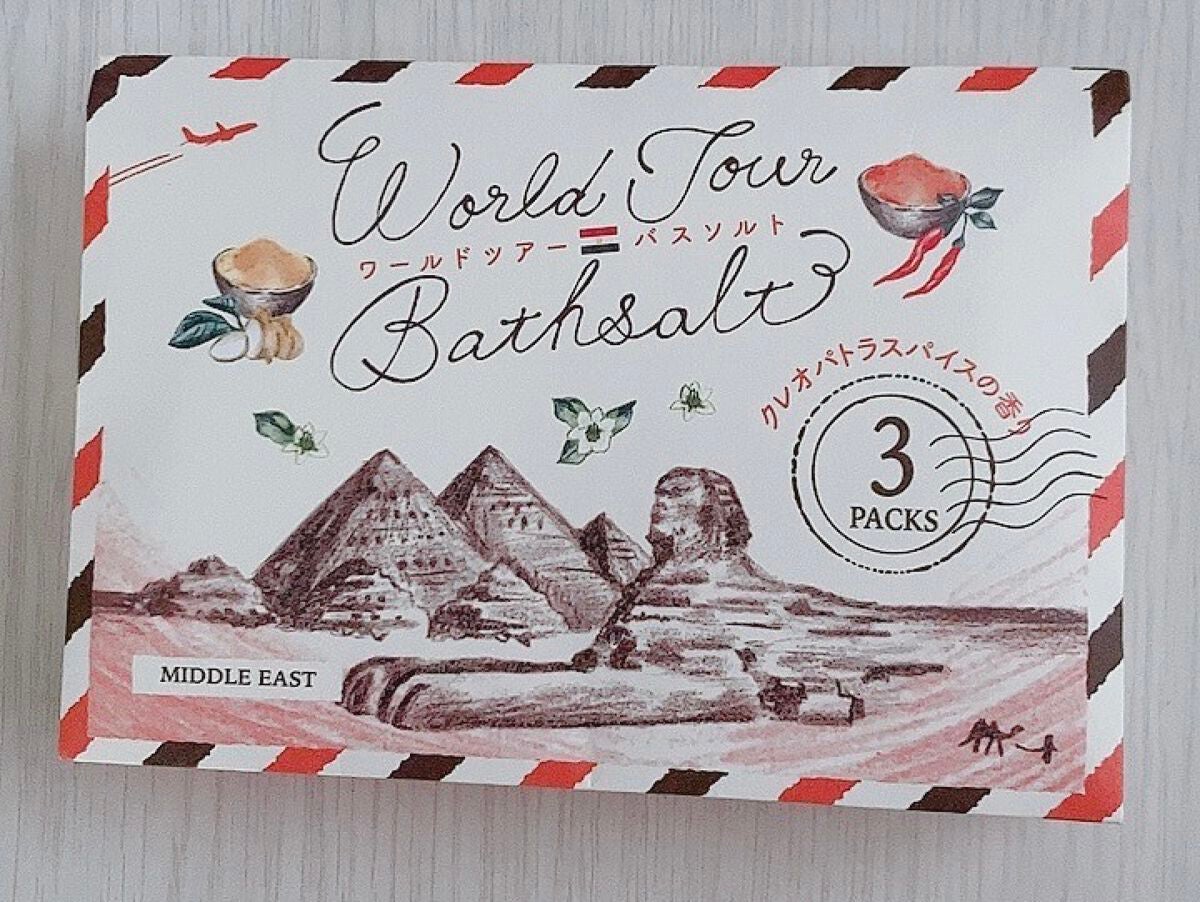 World Tour
ワールドツアー バスソルト
Bathsalt
クレオパトラスパイスの香り
3
PACKS
MIDDLE EAST